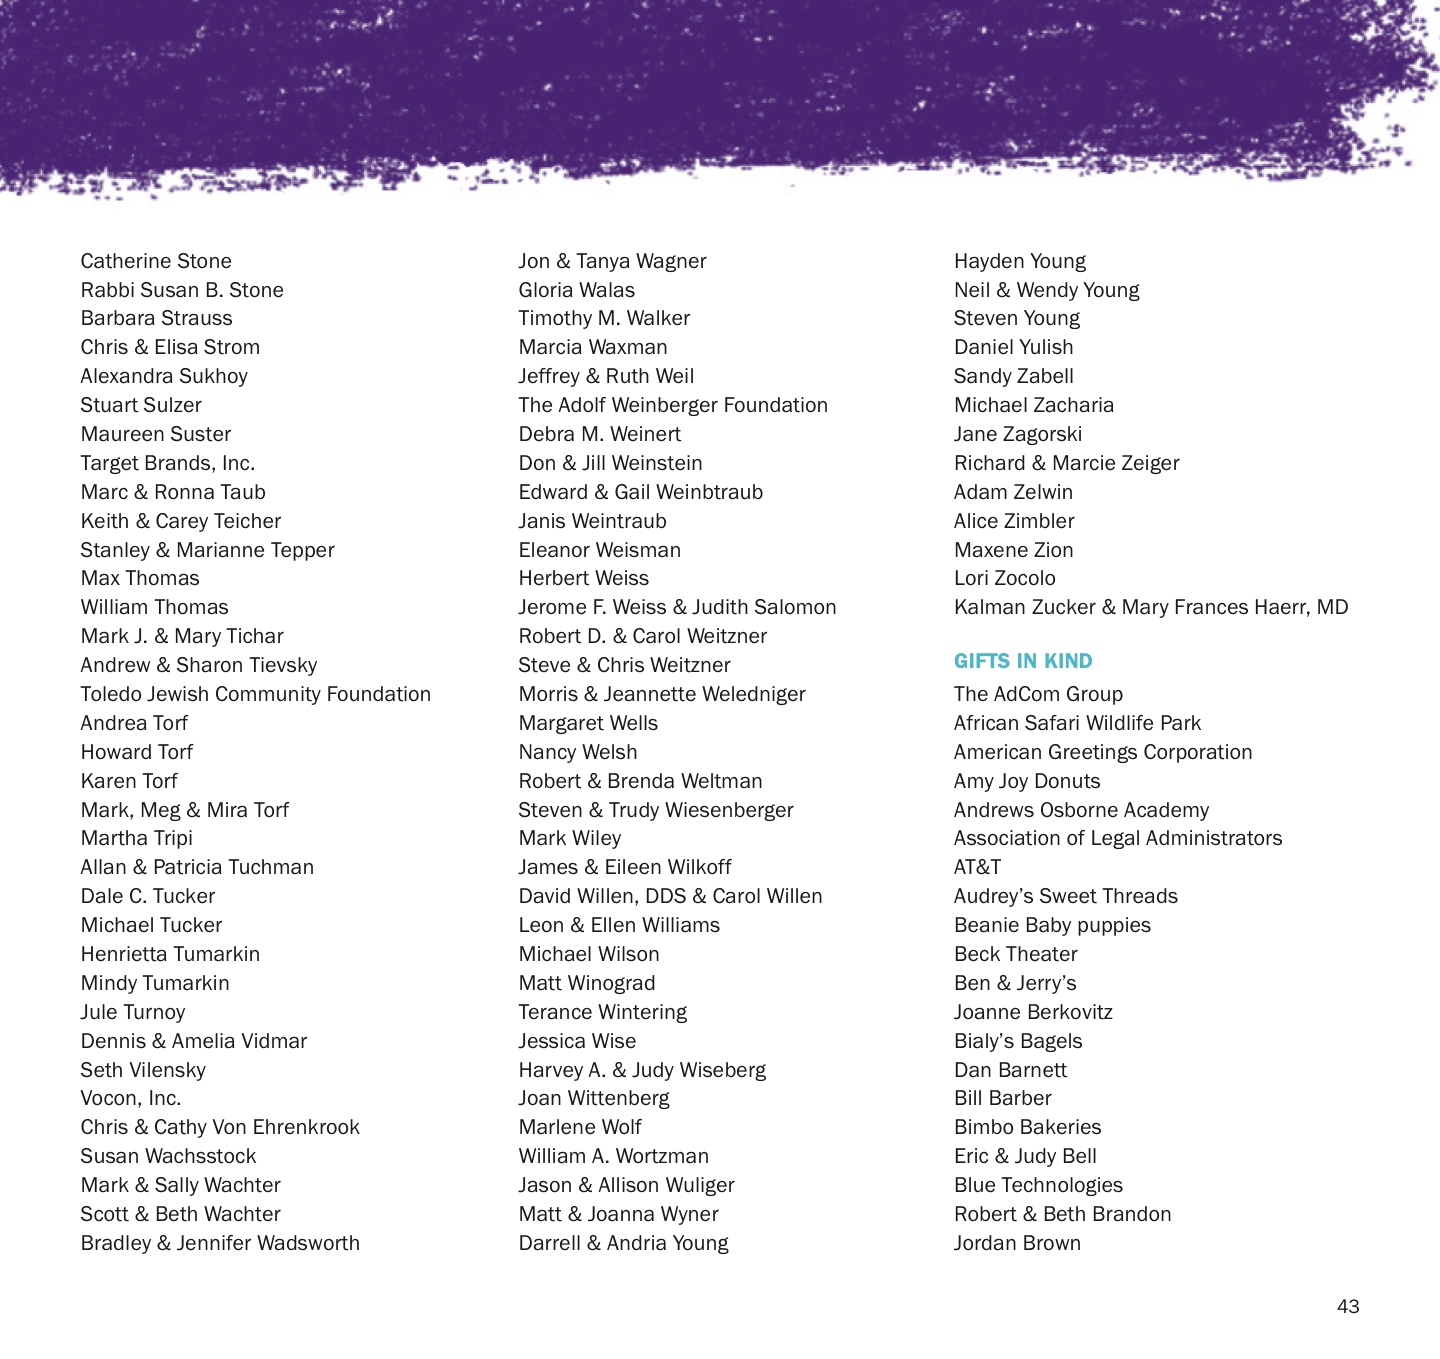 Catherine Stone
Rabbi Susan B. Stone
Barbara Strauss
Chris & Elisa Strom
Alexandra Sukhoy
Stuart Sulzer
Maureen Suster
Target Brands, Inc.
Marc & Ronna Taub
Keith & Carey Teicher
Stanley & Marianne Tepper
Max Thomas
William Thomas
Mark J. & Mary Tichar
Andrew & Sharon Tievsky
Toledo Jewish Community Foundation
Andrea Torf
Howard Torf
Karen Torf
Mark, Meg & Mira Torf
Martha Tripi
Allan & Patricia Tuchman
Dale C. Tucker
Michael Tucker
Henrietta Tumarkin
Mindy Tumarkin
Jule Turnoy
Dennis & Amelia Vidmar
Seth Vilensky
Vocon, Inc.
Chris & Cathy Von Ehrenkrook
Susan Wachsstock
Mark & Sally Wachter
Scott & Beth Wachter
Bradley & Jennifer Wadsworth
Jon & Tanya Wagner
Gloria Walas
Timothy M. Walker
Marcia Waxman
Jeffrey & Ruth Weil
The Adolf Weinberger Foundation
Debra M. Weinert
Don & Jill Weinstein
Edward & Gail Weinbtraub
Janis Weintraub
Eleanor Weisman
Herbert Weiss
Jerome F. Weiss & Judith Salomon
Robert D. & Carol Weitzner
Steve & Chris Weitzner
Morris & Jeannette Weledniger
Margaret Wells
Nancy Welsh
Robert & Brenda Weltman
Steven & Trudy Wiesenberger
Mark Wiley
James & Eileen Wilkoff
David Willen, DDS & Carol Willen
Leon & Ellen Williams
Michael Wilson
Matt Winograd
Terance Wintering
Jessica Wise
Harvey A. & Judy Wiseberg
Joan Wittenberg
Marlene Wolf
William A. Wortzman
Jason & Allison Wuliger
Matt & Joanna Wyner
Darrell & Andria Young
Hayden Young
Neil & Wendy Young
Steven Young
Daniel Yulish
Sandy Zabell
Michael Zacharia
Jane Zagorski
Richard & Marcie Zeiger
Adam Zelwin
Alice Zimbler
Maxene Zion
Lori Zocolo
Kalman Zucker & Mary Frances Haerr, MD
GIFTS IN KIND
The AdCom Group
African Safari Wildlife Park
American Greetings Corporation
Amy Joy Donuts
Andrews Osborne Academy
Association of Legal Administrators
AT&T
Audrey’s Sweet Threads
Beanie Baby puppies
Beck Theater
Ben & Jerry’s
Joanne Berkovitz
Bialy’s Bagels
Dan Barnett
Bill Barber
Bimbo Bakeries
Eric & Judy Bell
Blue Technologies
Robert & Beth Brandon
Jordan Brown
43